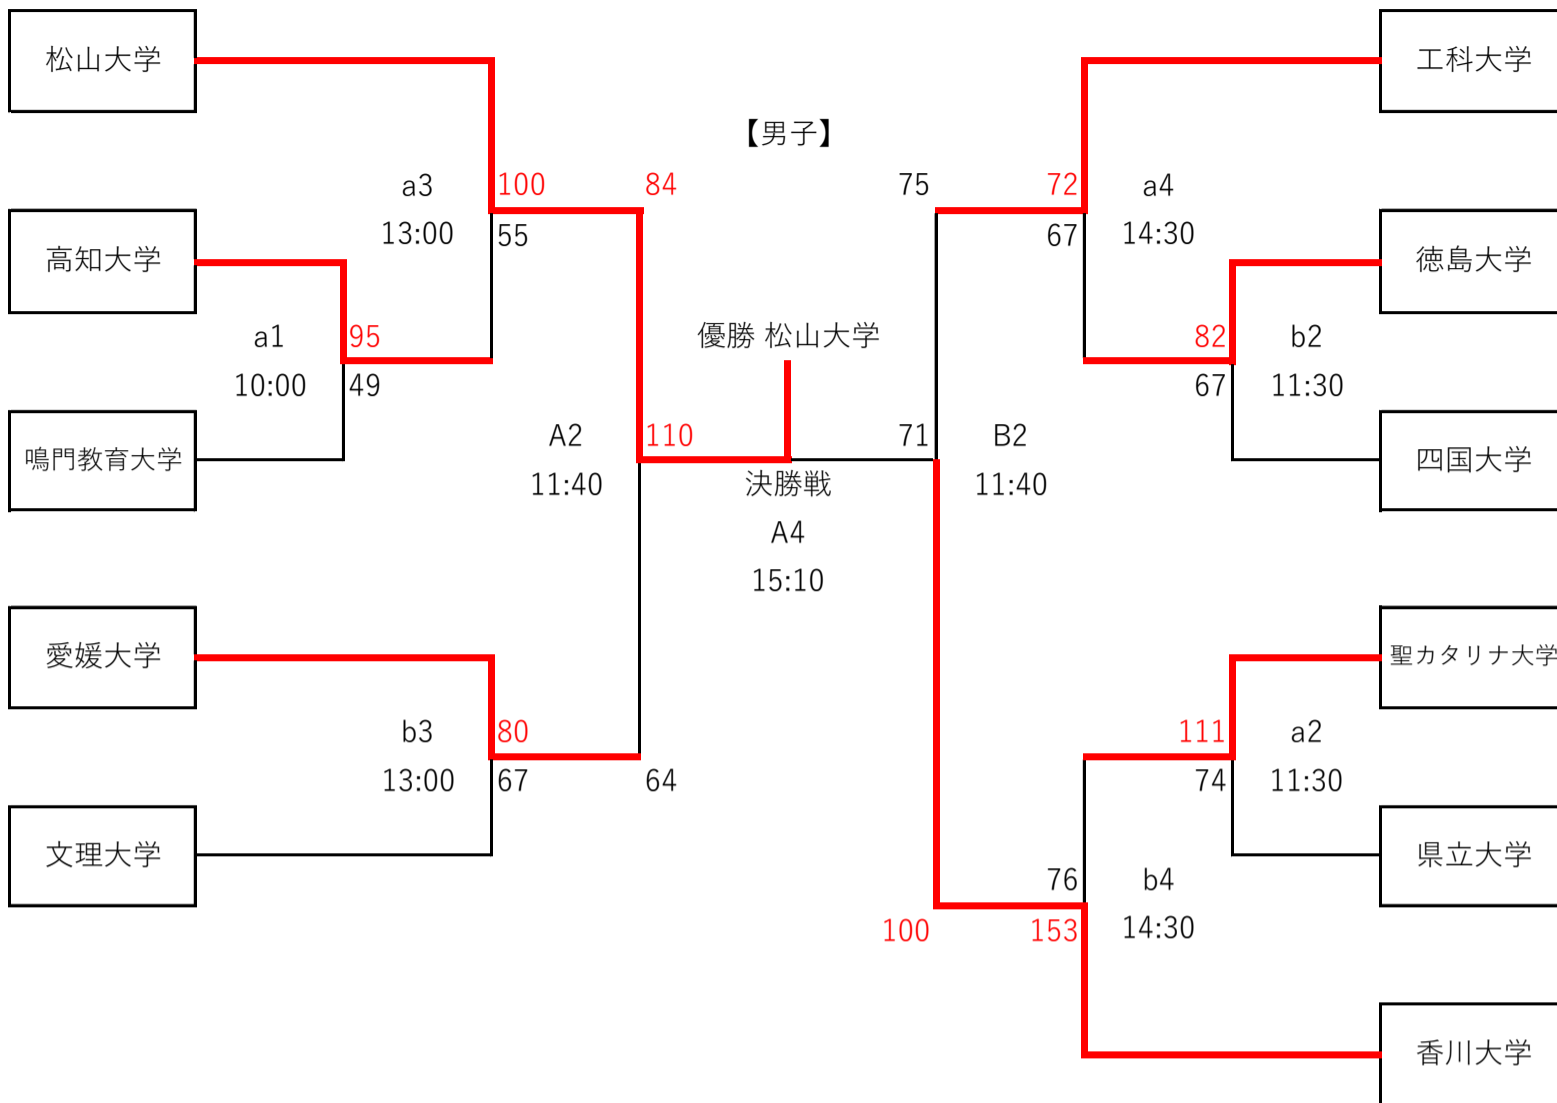 松山大学
工科大学
【男子】
a3
100
84
75
72
a4
13:00
55
67
14:30
高知大学
徳島大学
a1
95
優勝 松山大学
82
b2
10:00
49
67
11:30
鳴門教育大学
A2
110
71
B2
四国大学
11:40
決勝戦
11:40
A4
15:10
愛媛大学
聖カタリナ大学
b3
80
111
a2
13:00
67
64
74
11:30
文理大学
県立大学
76
b4
100
153
14:30
香川大学